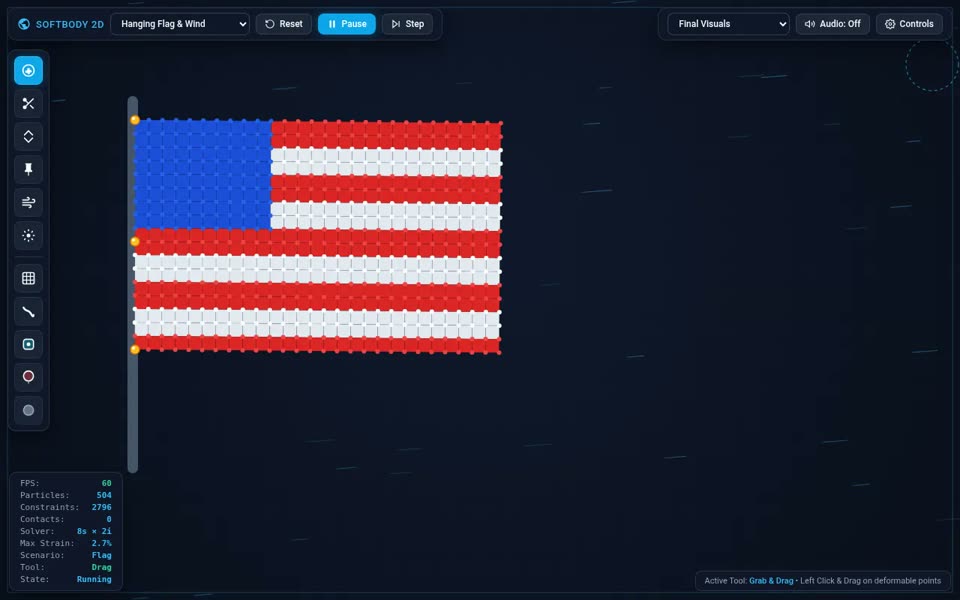 SOFTBODY 2D
Hanging Flag & Wind
Reset
Pause
Step
Final Visuals
Audio: Off
Controls
FPS: 60
Particles: 504
Constraints: 2796
Contacts: 0
Solver: 8s × 2i
Max Strain: 2.7%
Scenario: Flag
Tool: Drag
State: Running
Active Tool: Grab & Drag • Left Click & Drag on deformable points